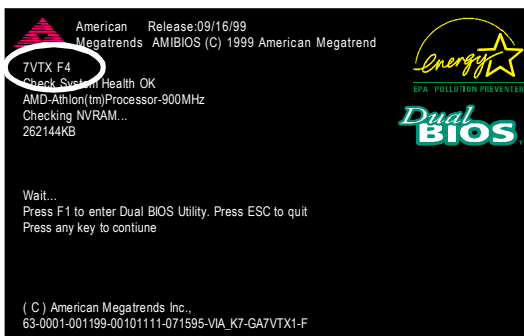 American Release:09/16/99
Megatrends AMIBIOS (C) 1999 American Megatrend
7VTX F4
Check System Health OK
AMD-Athlon(tm)Processor-900MHz
Checking NVRAM...
262144KB
energy
EPA POLLUTION PREVENTER
Dual
BIOS
Wait...
Press F1 to enter Dual BIOS Utility. Press ESC to quit
Press any key to contiune
( C ) American Megatrends Inc.,
63-0001-001199-00101111-071595-VIA_K7-GA7VTX1-F